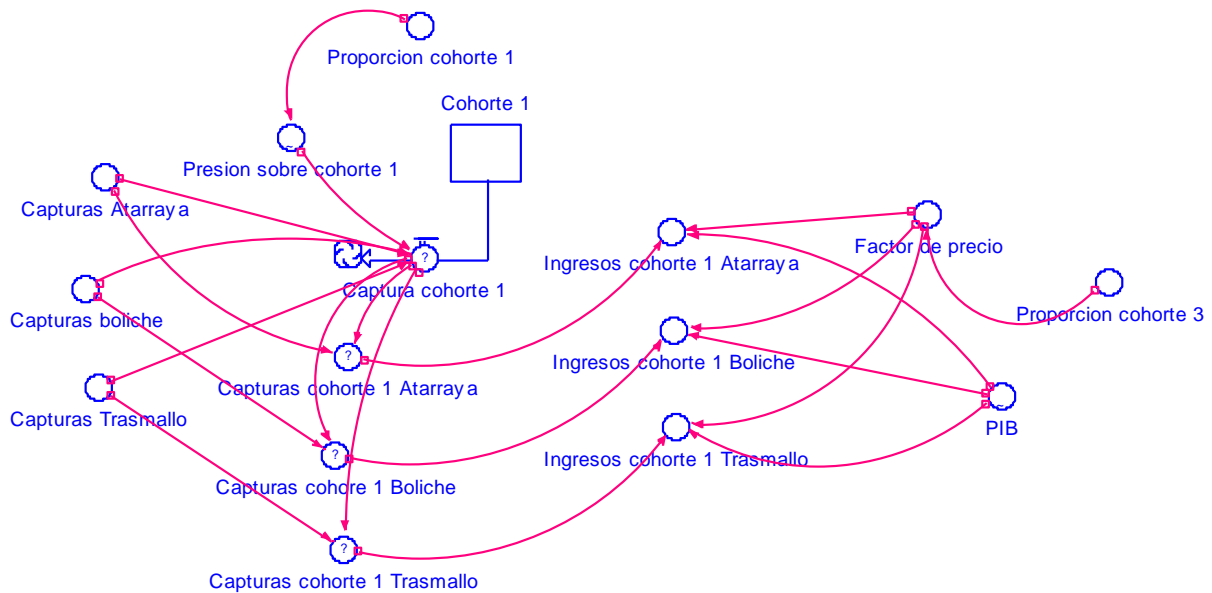 Proporcion cohorte 1
Cohorte 1
~
Presion sobre cohorte 1
Capturas Atarraya
Factor de precio
?
Ingresos cohorte 1 Atarraya
Captura cohorte 1
Proporcion cohorte 3
Capturas boliche
?
Ingresos cohorte 1 Boliche
Capturas cohorte 1 Atarraya
Capturas Trasmallo
~
PIB
?
Ingresos cohorte 1 Trasmallo
Capturas cohore 1 Boliche
?
Capturas cohorte 1 Trasmallo